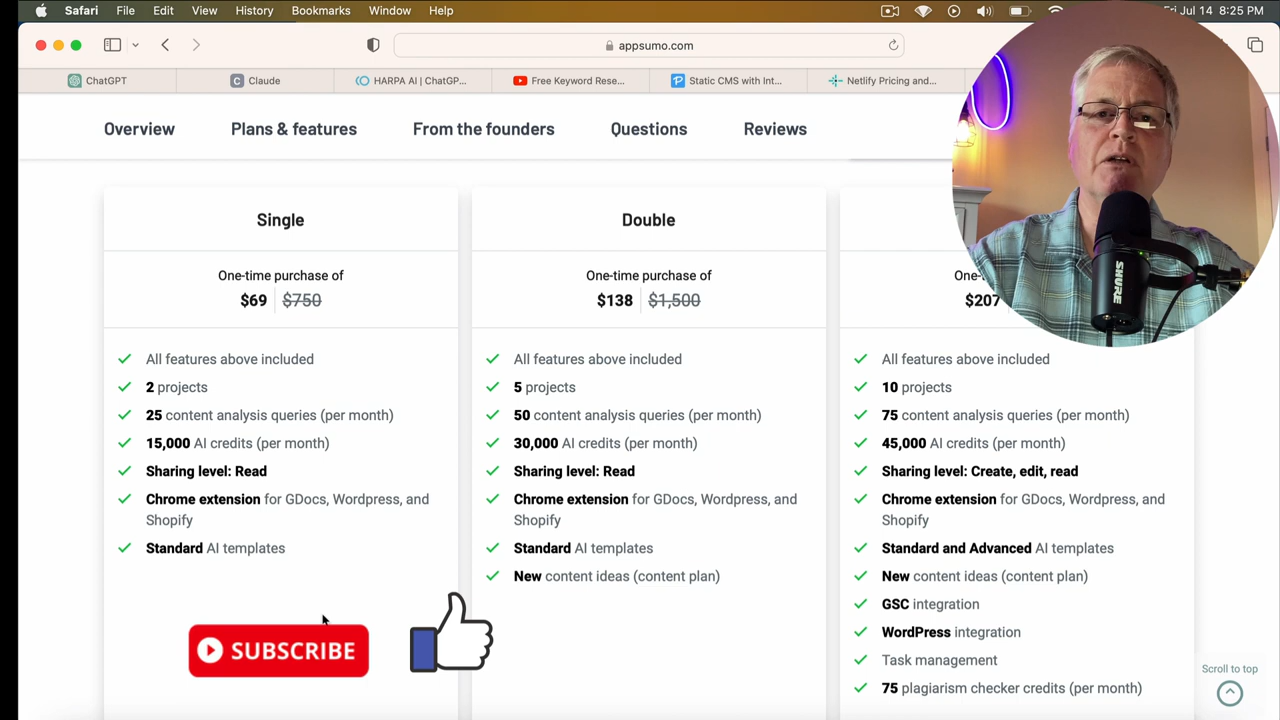 Safari File Edit View History Bookmarks Window Help Fri Jul 14 8:25 PM
appsumo.com
ChatGPT
C Claude
HARPA AI | ChatGP...
Free Keyword Rese...
Static CMS with Int...
Netlify Pricing and...
Overview Plans & features From the founders Questions Reviews
Single
One-time purchase of
$69 $750
All features above included
2 projects
25 content analysis queries (per month)
15,000 AI credits (per month)
Sharing level: Read
Chrome extension for GDocs, Wordpress, and
Shopify
Standard AI templates
Double
One-time purchase of
$138 $1,500
All features above included
5 projects
50 content analysis queries (per month)
30,000 AI credits (per month)
Sharing level: Read
Chrome extension for GDocs, Wordpress, and
Shopify
Standard AI templates
New content ideas (content plan)
$207
All features above included
10 projects
75 content analysis queries (per month)
45,000 AI credits (per month)
Sharing level: Create, edit, read
Chrome extension for GDocs, Wordpress, and
Shopify
Standard and Advanced AI templates
New content ideas (content plan)
GSC integration
WordPress integration
Task management
75 plagiarism checker credits (per month)
SUBSCRIBE
Scroll to top
SHURE